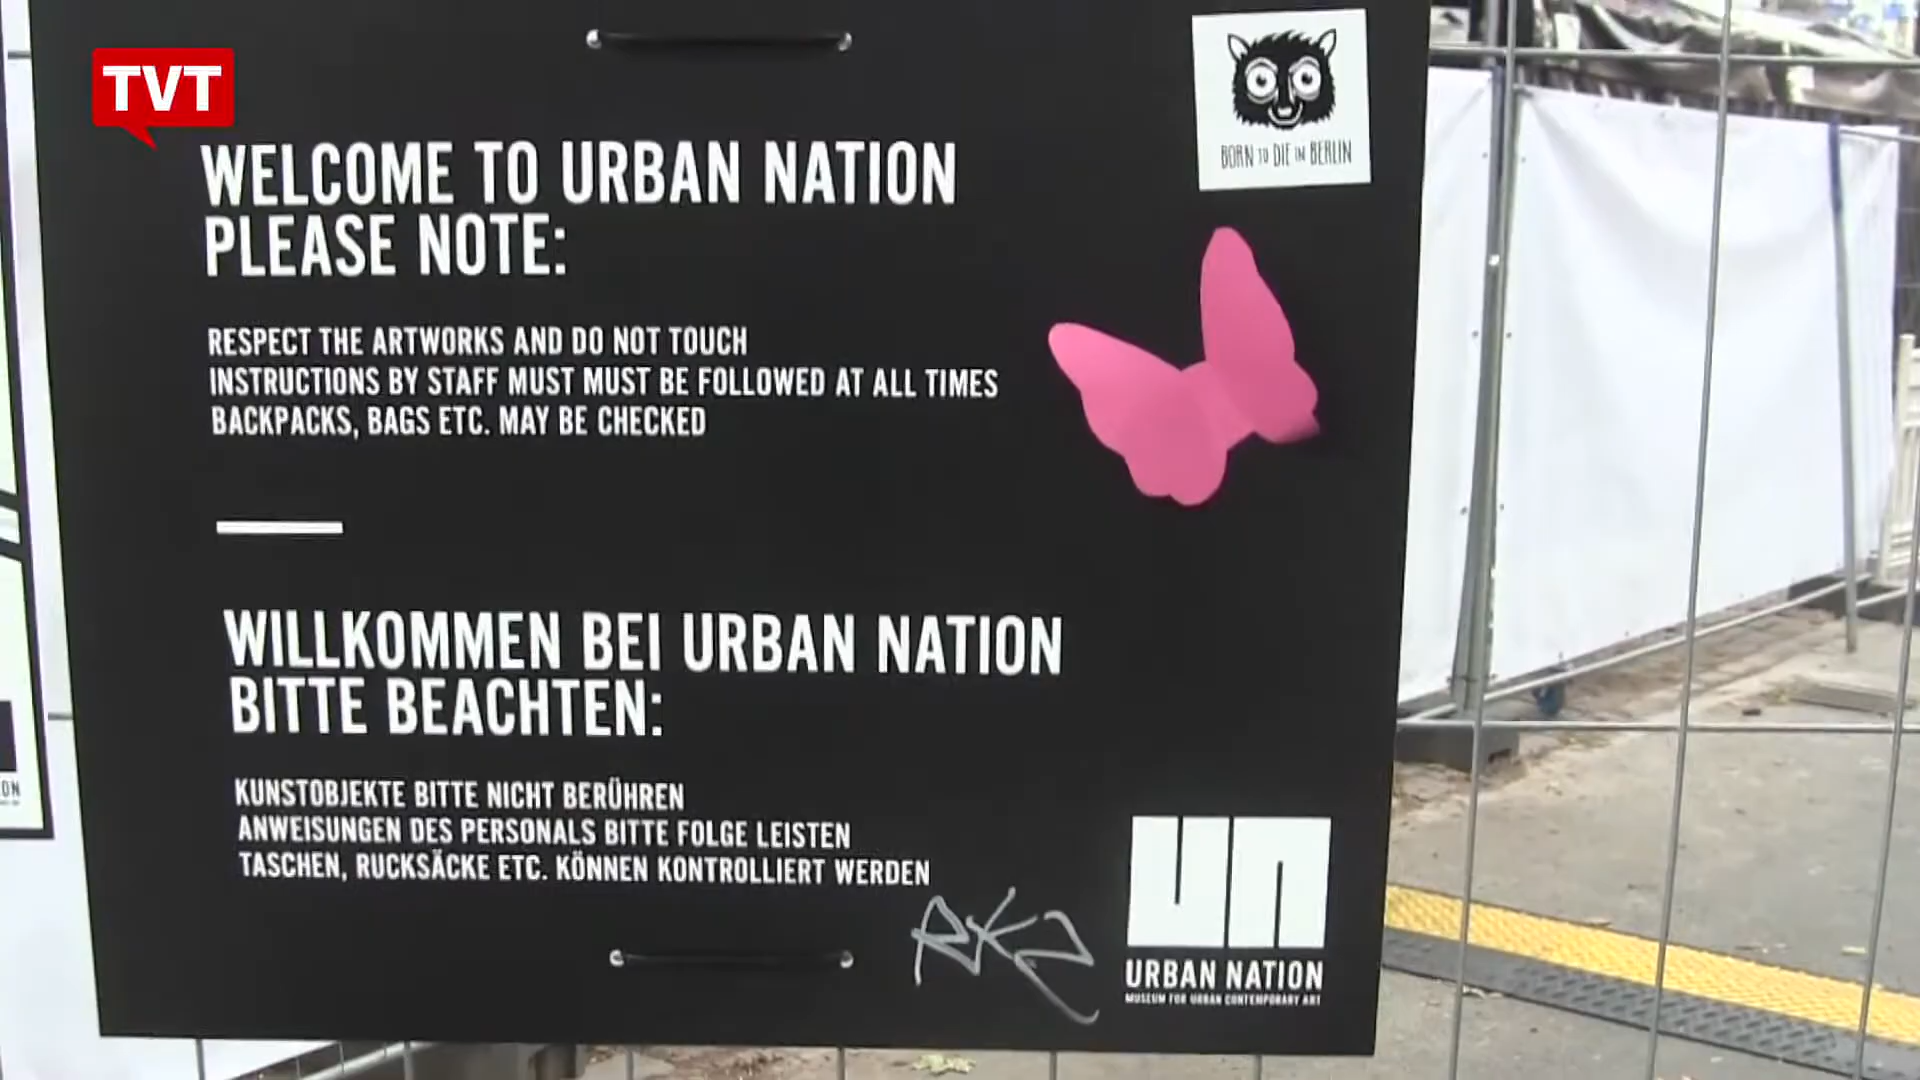 TVT
BORN TO DIE IN BERLIN
WELCOME TO URBAN NATION
PLEASE NOTE:
RESPECT THE ARTWORKS AND DO NOT TOUCH
INSTRUCTIONS BY STAFF MUST MUST BE FOLLOWED AT ALL TIMES
BACKPACKS, BAGS ETC. MAY BE CHECKED
WILLKOMMEN BEI URBAN NATION
BITTE BEACHTEN:
KUNSTOBJEKTE BITTE NICHT BERÜHREN
ANWEISUNGEN DES PERSONALS BITTE FOLGE LEISTEN
TASCHEN, RUCKSÄCKE ETC. KÖNNEN KONTROLLIERT WERDEN
UN
URBAN NATION
MUSEUM FOR URBAN CONTEMPORARY ART